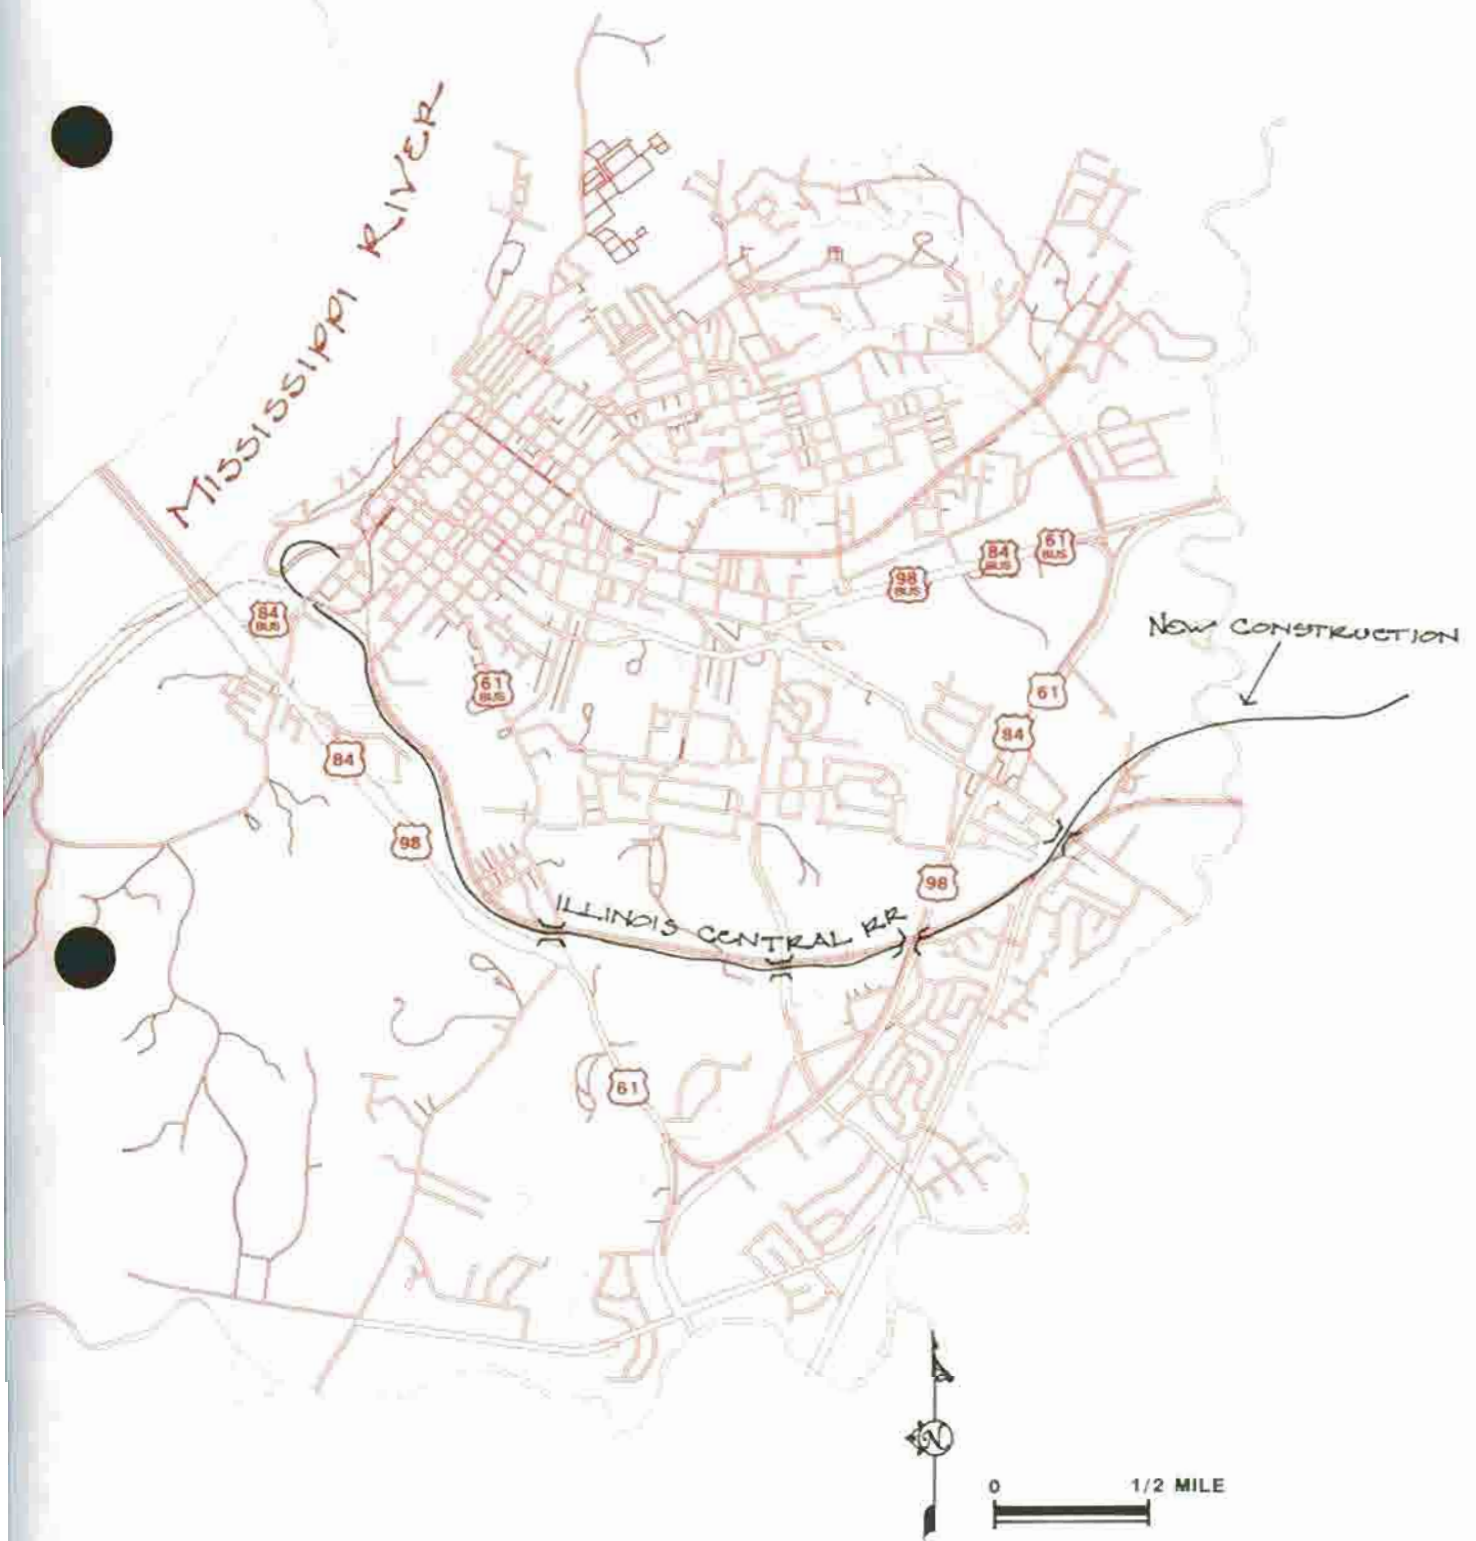 MISSISSIPPI RIVER
98
BUS
84
BUS
61
BUS
84
BUS
NEW CONSTRUCTION
61
BUS
61
84
84
98
98
ILLINOIS CENTRAL RR
61
N
0 1/2 MILE